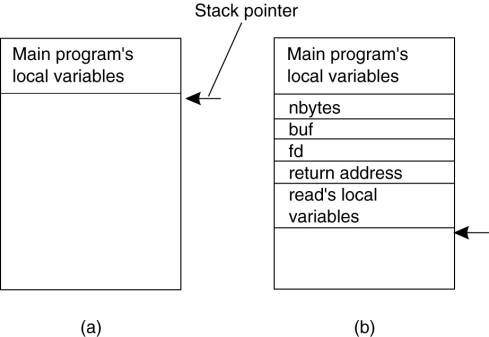 Stack pointer
Main program's
local variables
(a)
Main program's
local variables
nbytes
buf
fd
return address
read's local
variables
(b)